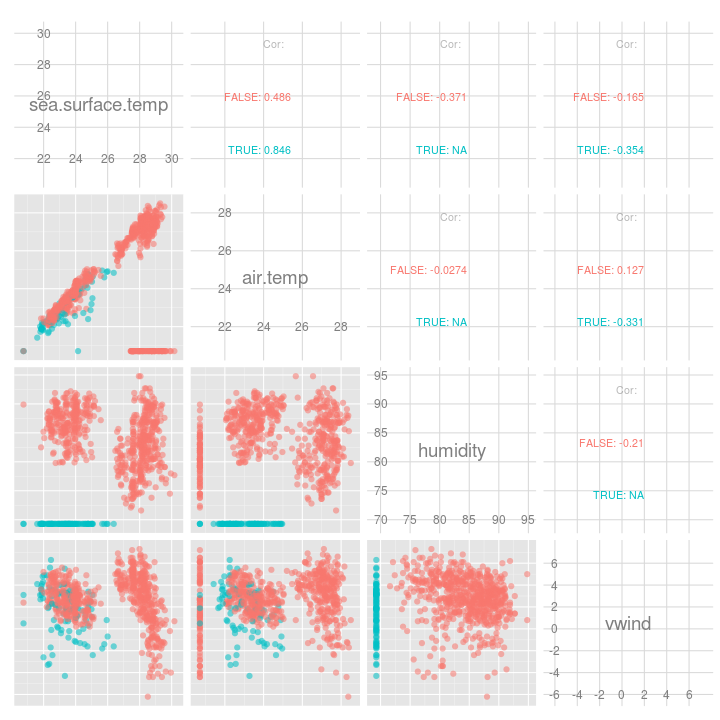 30
Cor:
Cor:
Cor:
28
26
FALSE: 0.486
FALSE: -0.371
FALSE: -0.165
sea.surface.temp
24
TRUE: 0.846
TRUE: NA
TRUE: -0.354
22
22 24 26 28 30
28
Cor:
Cor:
26
FALSE: -0.0274
FALSE: 0.127
air.temp
24
TRUE: NA
TRUE: -0.331
22
22 24 26 28
95
Cor:
90
85
FALSE: -0.21
humidity
80
75
TRUE: NA
70
70 75 80 85 90 95
6
4
2
0
vwind
-2
-4
-6
-6 -4 -2 0 2 4 6